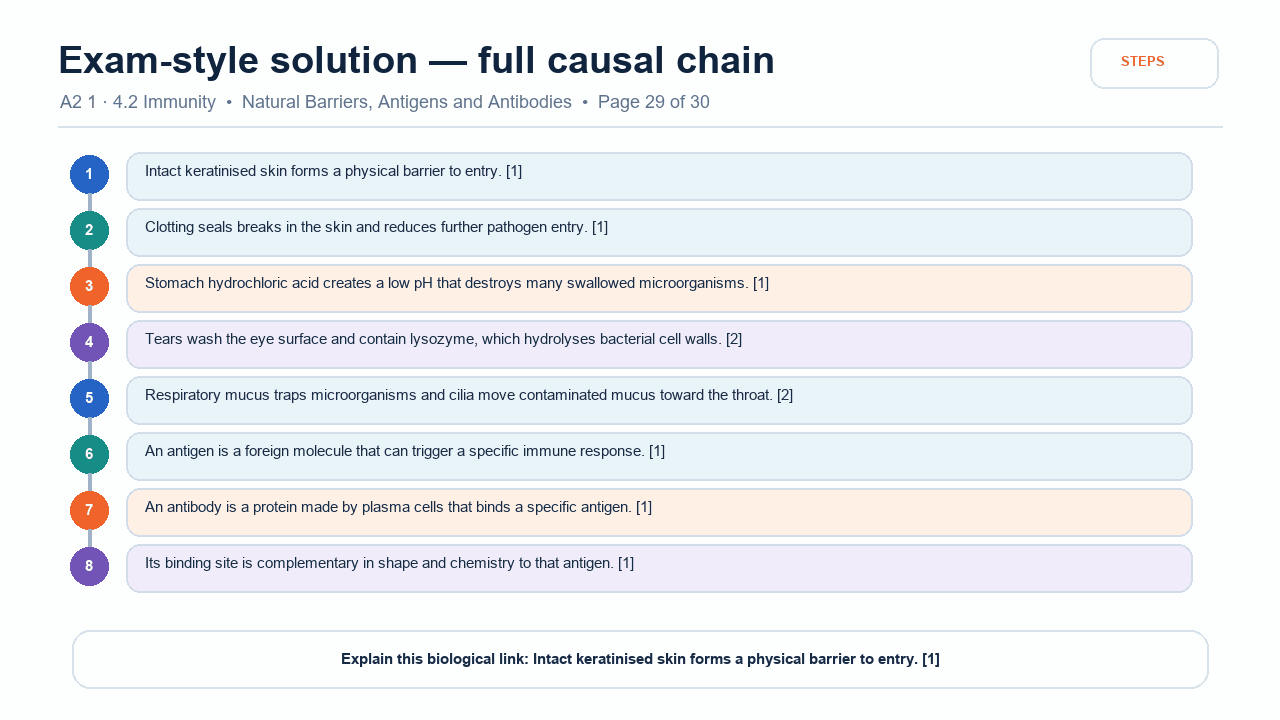 Exam-style solution — full causal chain
STEPS
A2 1 · 4.2 Immunity • Natural Barriers, Antigens and Antibodies • Page 29 of 30
1 Intact keratinised skin forms a physical barrier to entry. [1]
2 Clotting seals breaks in the skin and reduces further pathogen entry. [1]
3 Stomach hydrochloric acid creates a low pH that destroys many swallowed microorganisms. [1]
4 Tears wash the eye surface and contain lysozyme, which hydrolyses bacterial cell walls. [2]
5 Respiratory mucus traps microorganisms and cilia move contaminated mucus toward the throat. [2]
6 An antigen is a foreign molecule that can trigger a specific immune response. [1]
7 An antibody is a protein made by plasma cells that binds a specific antigen. [1]
8 Its binding site is complementary in shape and chemistry to that antigen. [1]
Explain this biological link: Intact keratinised skin forms a physical barrier to entry. [1]